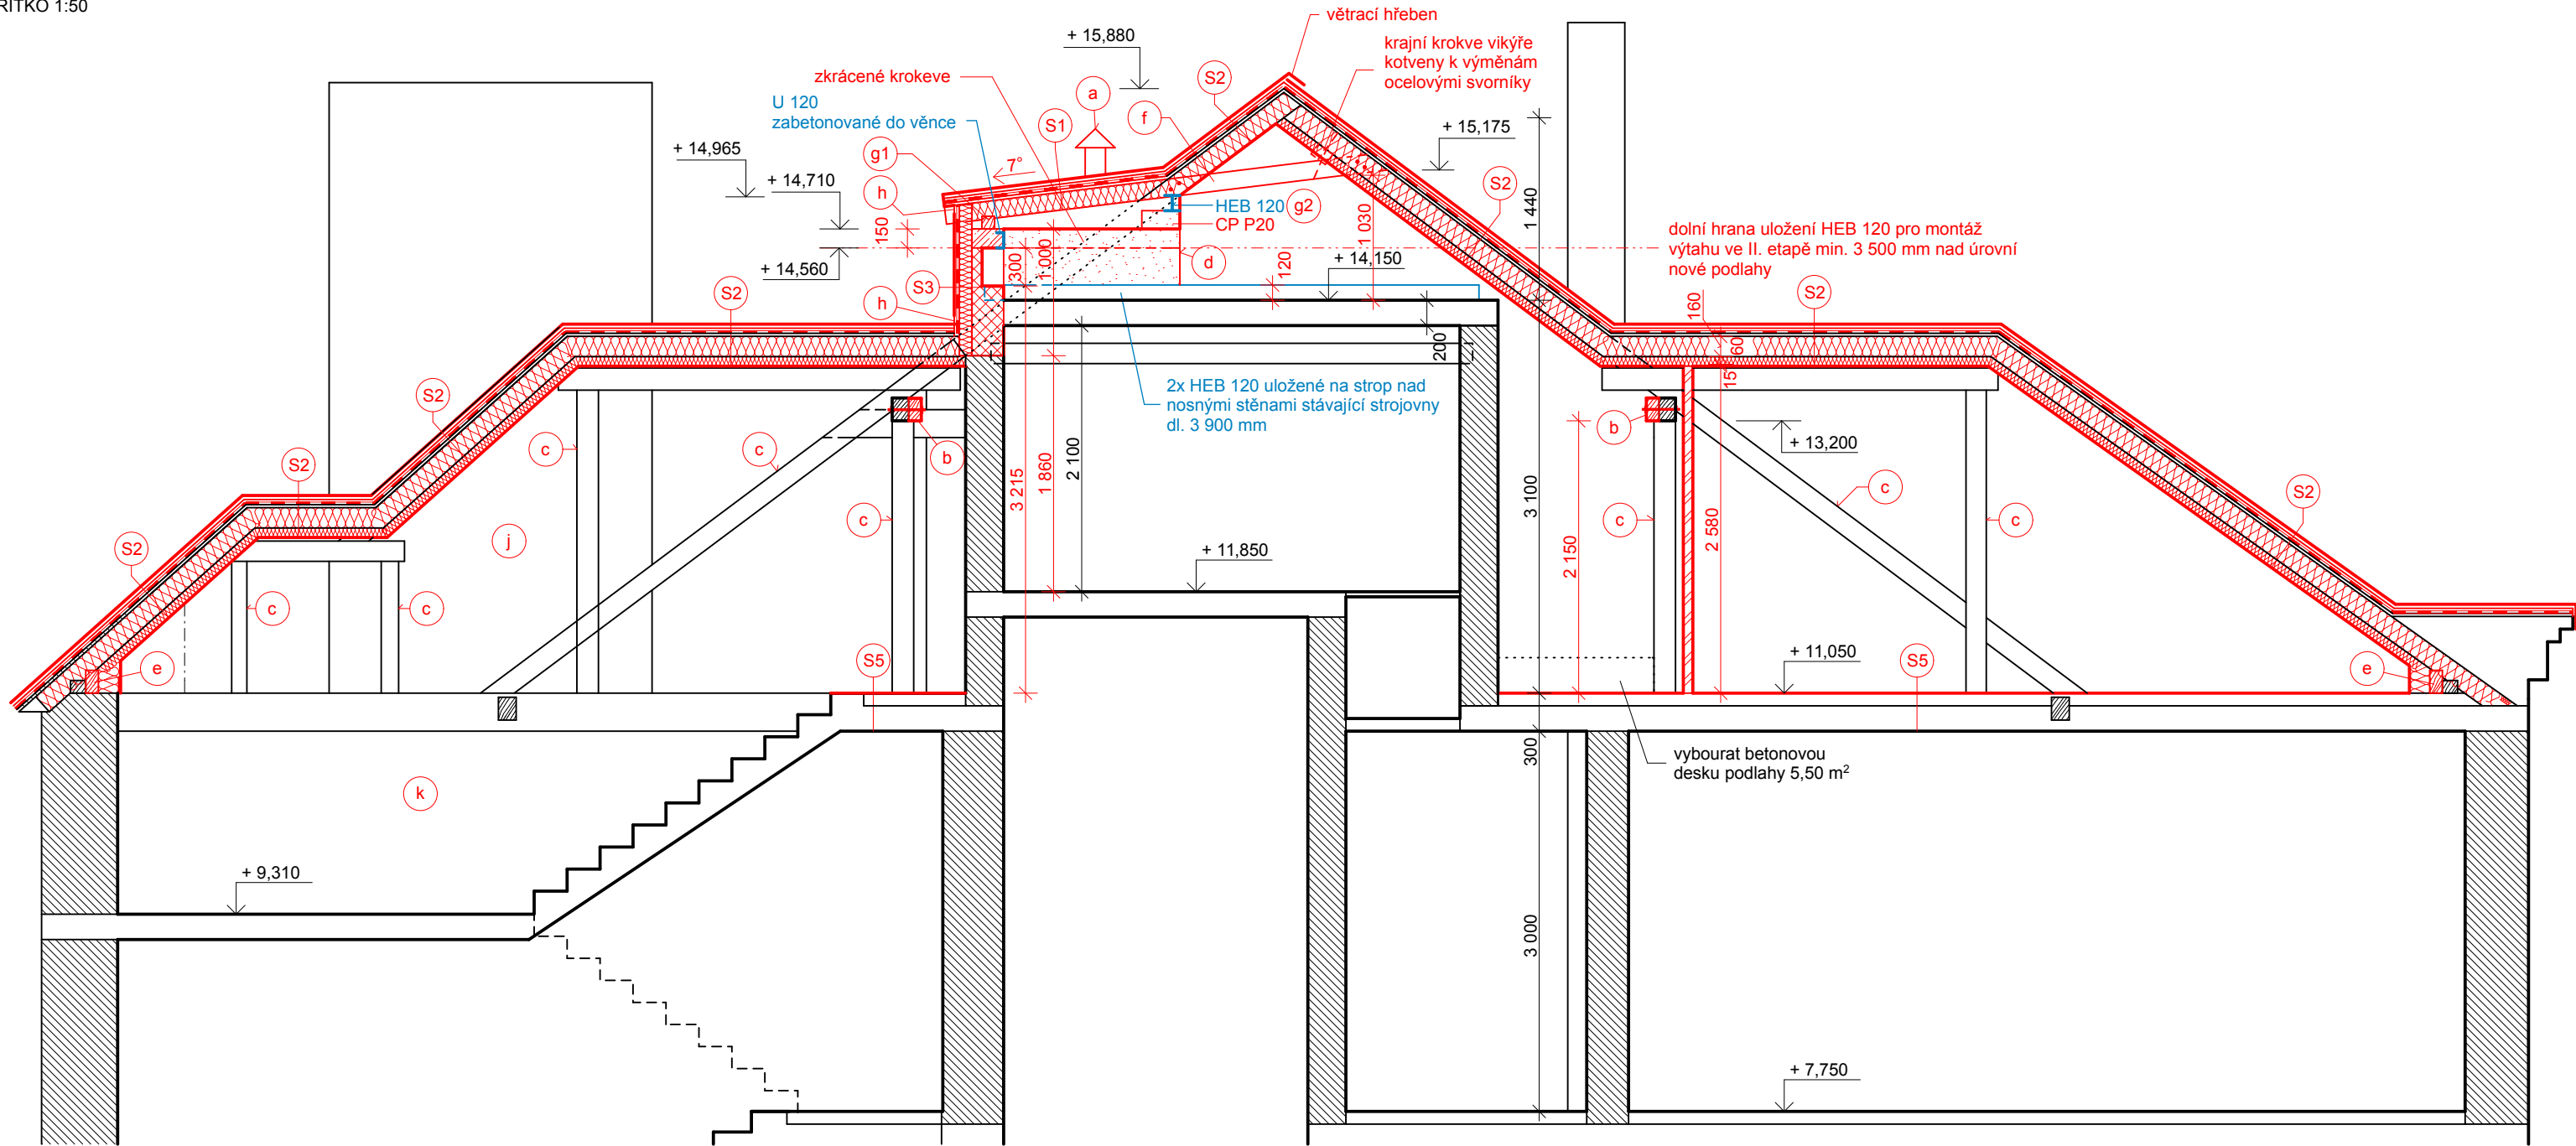 ŘÍTKO 1:50
větrací hřeben
+ 15,880
krajní krokve vikýře
kotveny k výměnám
ocelovými svorníky
zkrácené krokeve
S2
a
U 120
zabetonované do věnce
f
S1
+ 15,175
+ 14,965
g1
7°
+ 14,710
h
S2
1 440
HEB 120
g2
CP P20
150
1 030
dolní hrana uložení HEB 120 pro montáž
výtahu ve II. etapě min. 3 500 mm nad úrovní
nové podlahy
+ 14,560
300
1 000
d
120
+ 14,150
S3
S2
S2
h
160
200
60
15
2x HEB 120 uložené na strop nad
nosnými stěnami stávající strojovny
dl. 3 900 mm
S2
b
c
c
b
+ 13,200
S2
3 215
1 860
2 100
3 100
c
S2
c
c
c
j
2 150
2 580
S2
+ 11,850
c
c
e
S5
+ 11,050
S5
e
300
vybourat betonovou
desku podlahy 5,50 m²
k
+ 9,310
3 000
+ 7,750